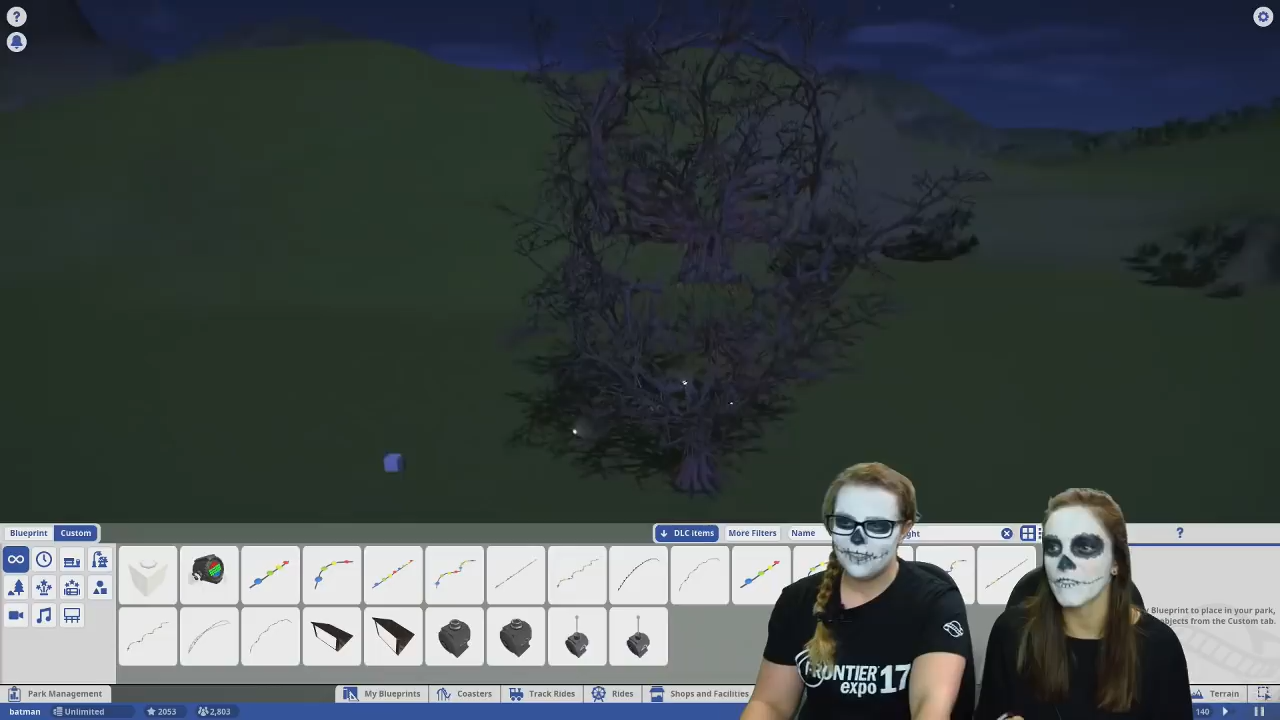 ?
Blueprint Custom
DLC items More Filters Name ght
?
Blueprint to place in your park,
objects from the Custom tab.
FRONTIER
expo 17
Park Management My Blueprints Coasters Track Rides Rides Shops and Facilities Terrain
batman Unlimited 2053 2,803 140